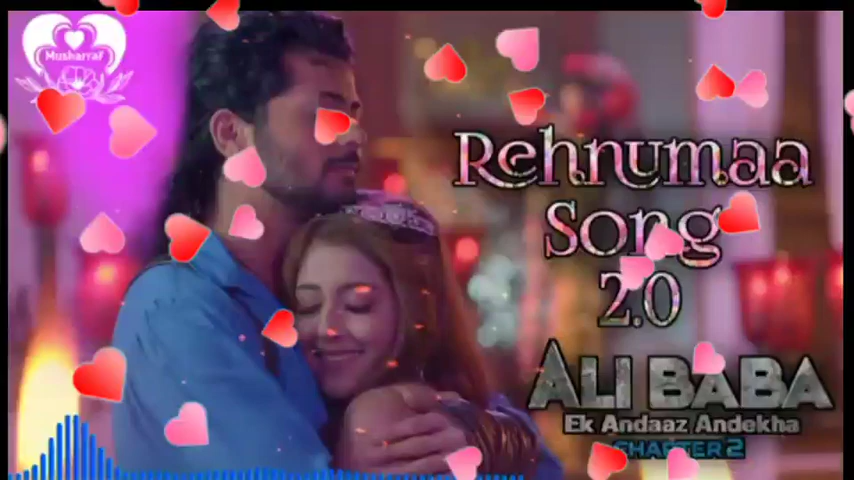 Musharraf
Rehnumaa
Song
2.0
ALI BABA
Ek Andaaz Andekha
CHAPTER 2